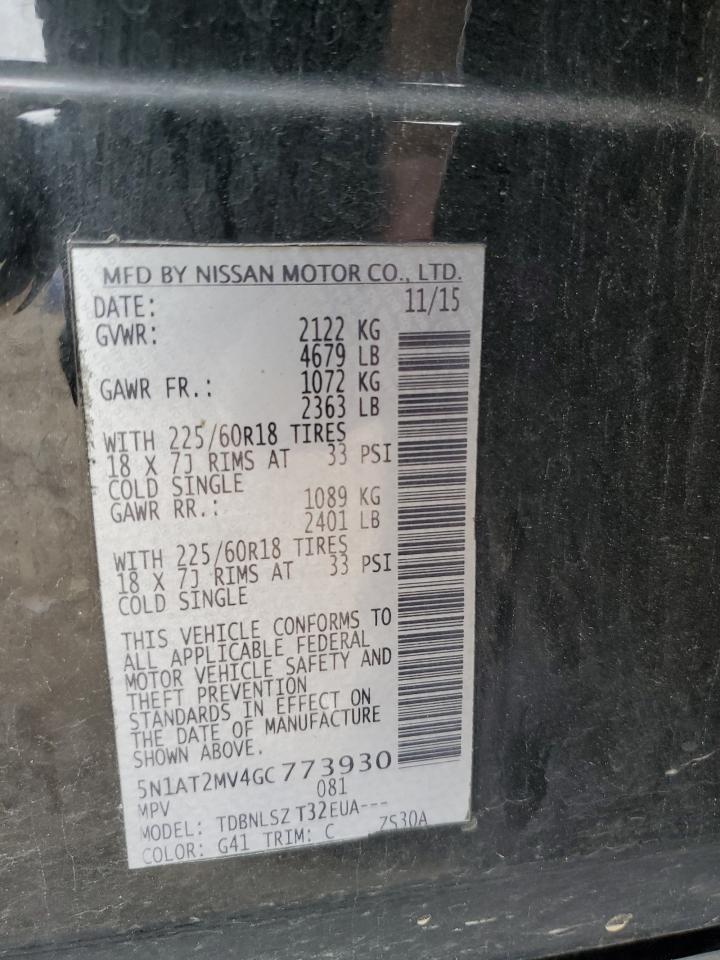 MFD BY NISSAN MOTOR CO., LTD.
DATE: 11/15
GVWR: 2122 KG
4679 LB
GAWR FR.: 1072 KG
2363 LB
WITH 225/60R18 TIRES
18 X 7J RIMS AT 33 PSI
COLD SINGLE
GAWR RR.: 1089 KG
2401 LB
WITH 225/60R18 TIRES
18 X 7J RIMS AT 33 PSI
COLD SINGLE
THIS VEHICLE CONFORMS TO
ALL APPLICABLE FEDERAL
MOTOR VEHICLE SAFETY AND
THEFT PREVENTION
STANDARDS IN EFFECT ON
THE DATE OF MANUFACTURE
SHOWN ABOVE.
5N1AT2MV4GC773930
MPV 081
MODEL: TDBNLSZ T32EUA---
COLOR: G41 TRIM: C ZS30A